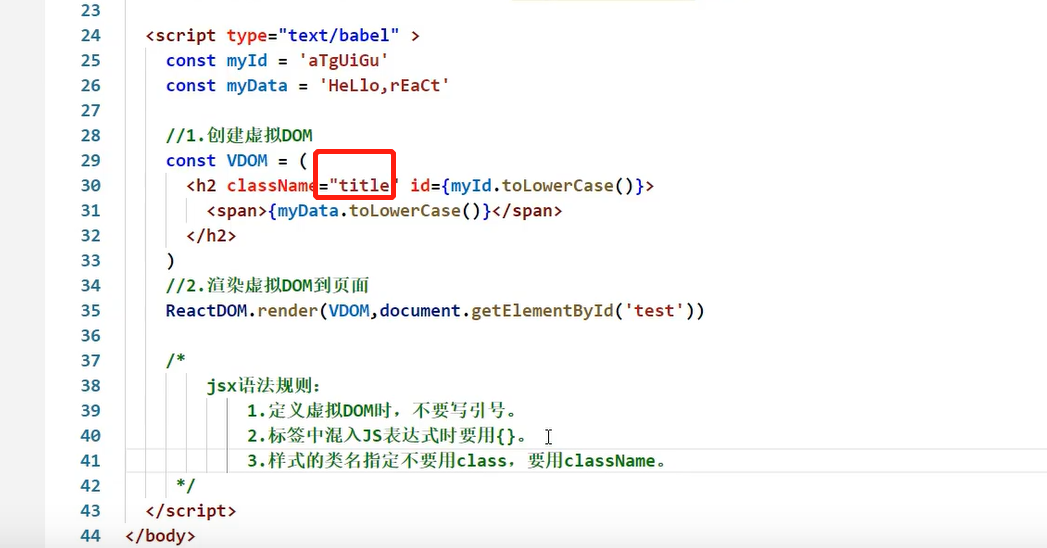 23
24 <script type="text/babel" >
25 const myId = 'aTgUiGu'
26 const myData = 'HeLlo,rEaCt'
27
28 //1.创建虚拟DOM
29 const VDOM = (
30 <h2 className="title" id={myId.toLowerCase()}>
31 <span>{myData.toLowerCase()}</span>
32 </h2>
33 )
34 //2.渲染虚拟DOM到页面
35 ReactDOM.render(VDOM,document.getElementById('test'))
36
37 /*
38 jsx语法规则：
39 1.定义虚拟DOM时，不要写引号。
40 2.标签中混入JS表达式时要用{}。
41 3.样式的类名指定不要用class，要用className。
42 */
43 </script>
44 </body>